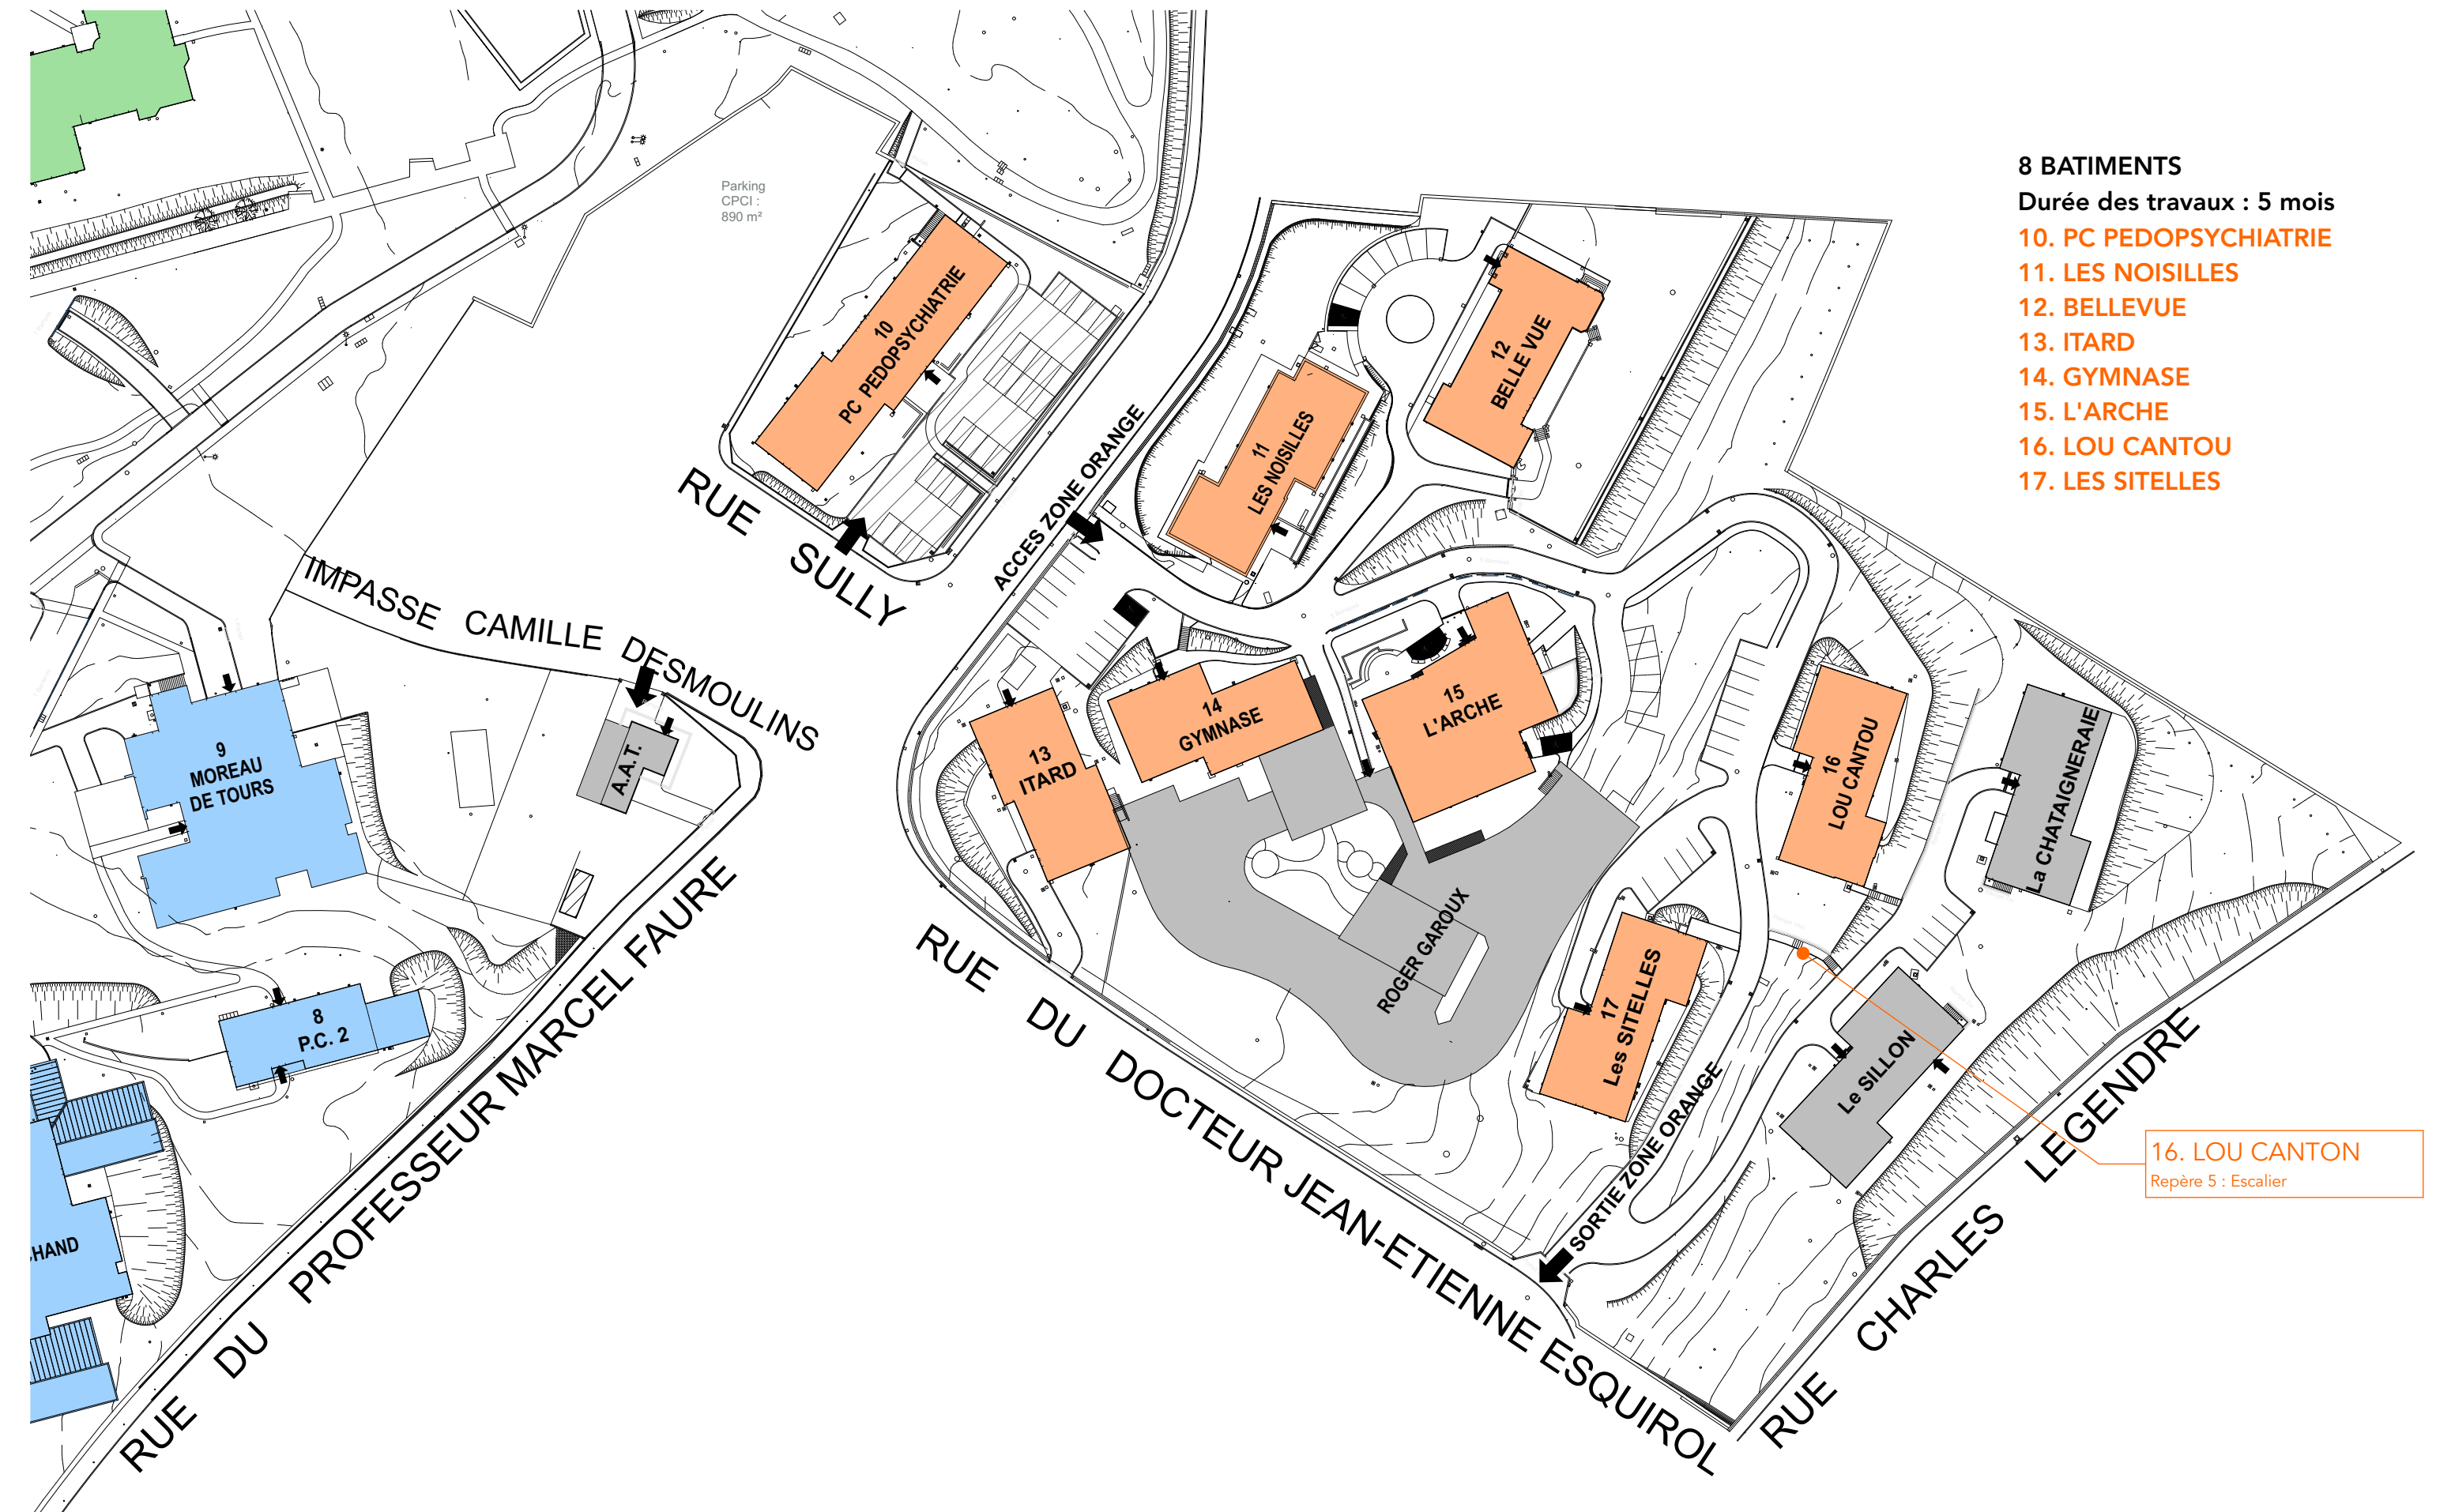 8 BATIMENTS
Durée des travaux : 5 mois
10. PC PEDOPSYCHIATRIE
11. LES NOISILLES
12. BELLEVUE
13. ITARD
14. GYMNASE
15. L'ARCHE
16. LOU CANTOU
17. LES SITELLES
Parking
CPCI :
890 m²
10
PC PEDOPSYCHIATRIE
RUE SULLY
ACCES ZONE ORANGE
11
LES NOISILLES
12
BELLE VUE
IMPASSE CAMILLE DESMOULINS
A.A.T.
9
MOREAU
DE TOURS
8
P.C. 2
HAND
RUE DU PROFESSEUR MARCEL FAURE
13
ITARD
14
GYMNASE
15
L'ARCHE
16
LOU CANTOU
La CHATAIGNERAIE
ROGER GAROUX
17
Les SITELLES
Le SILLON
SORTIE ZONE ORANGE
RUE DU DOCTEUR JEAN-ETIENNE ESQUIROL
RUE CHARLES LEGENDRE
16. LOU CANTON
Repère 5 : Escalier